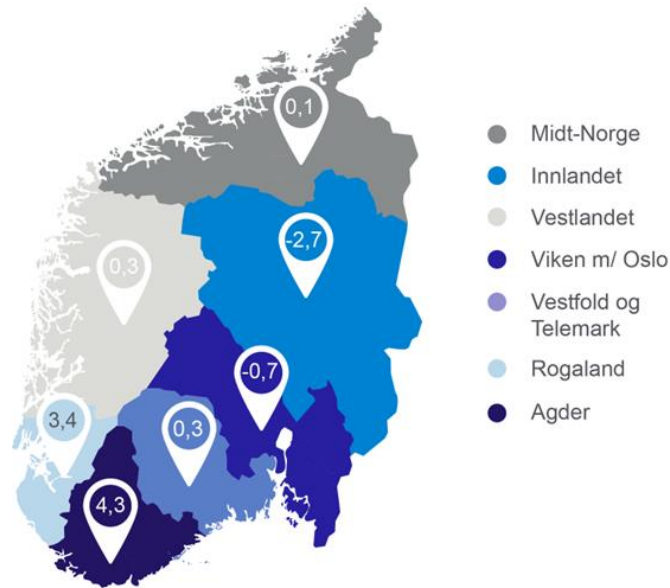 0,1
-2,7
0,3
-0,7
3,4
0,3
4,3
Midt-Norge
Innlandet
Vestlandet
Viken m/ Oslo
Vestfold og
Telemark
Rogaland
Agder